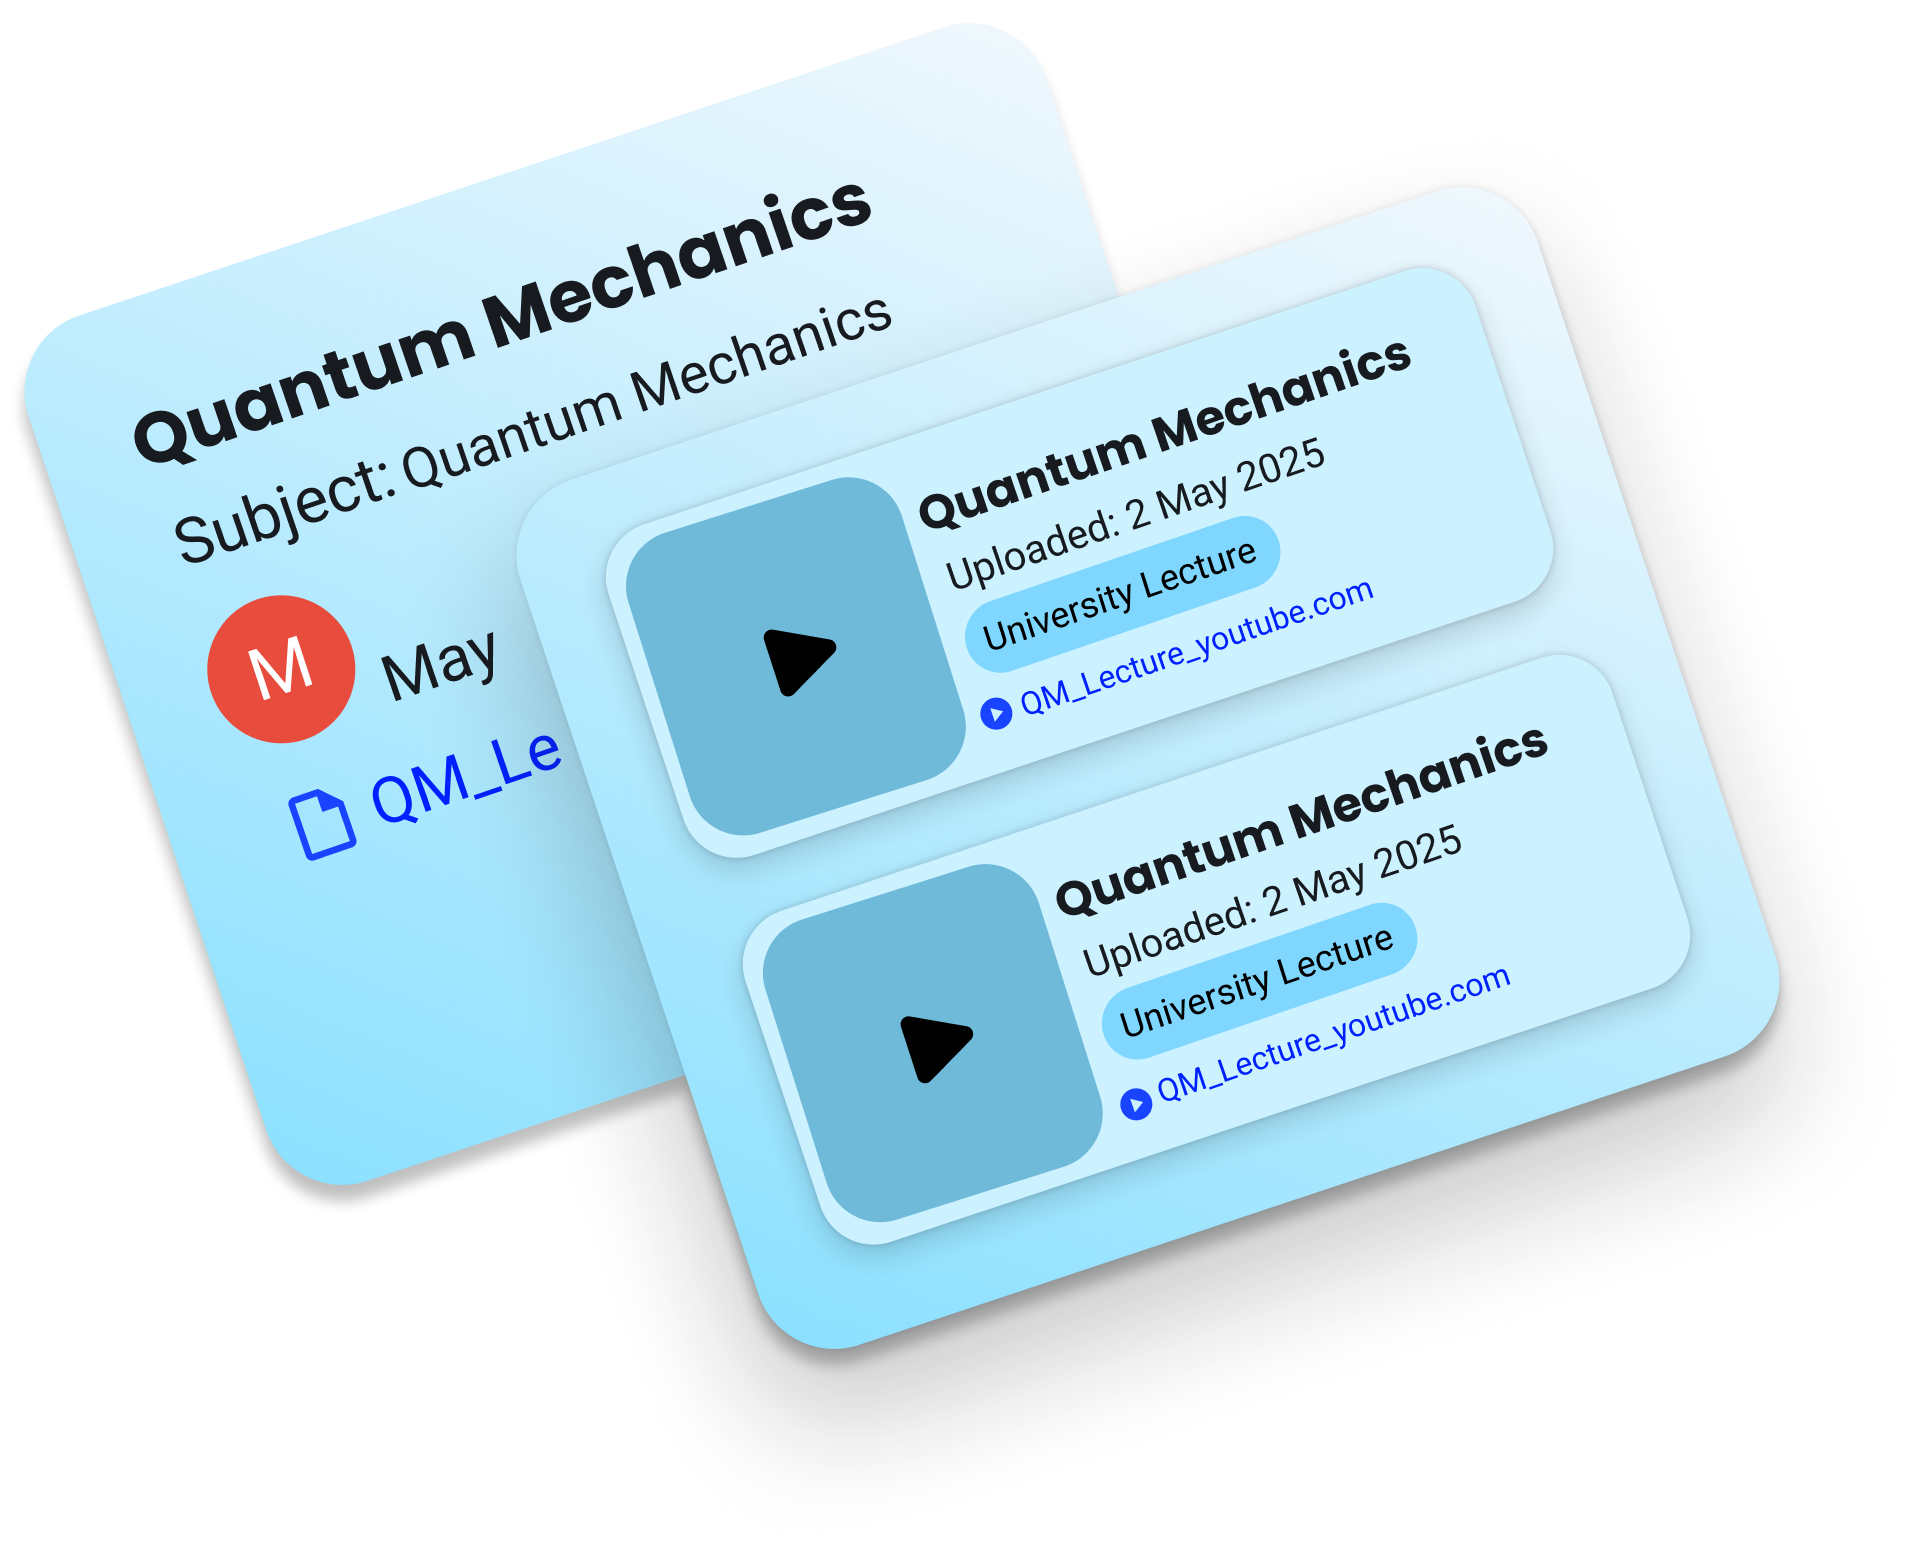 Quantum Mechanics
Subject: Quantum Mechanics
M
May
QM_Le
Quantum Mechanics
Uploaded: 2 May 2025
University Lecture
QM_Lecture_youtube.com
Quantum Mechanics
Uploaded: 2 May 2025
University Lecture
QM_Lecture_youtube.com